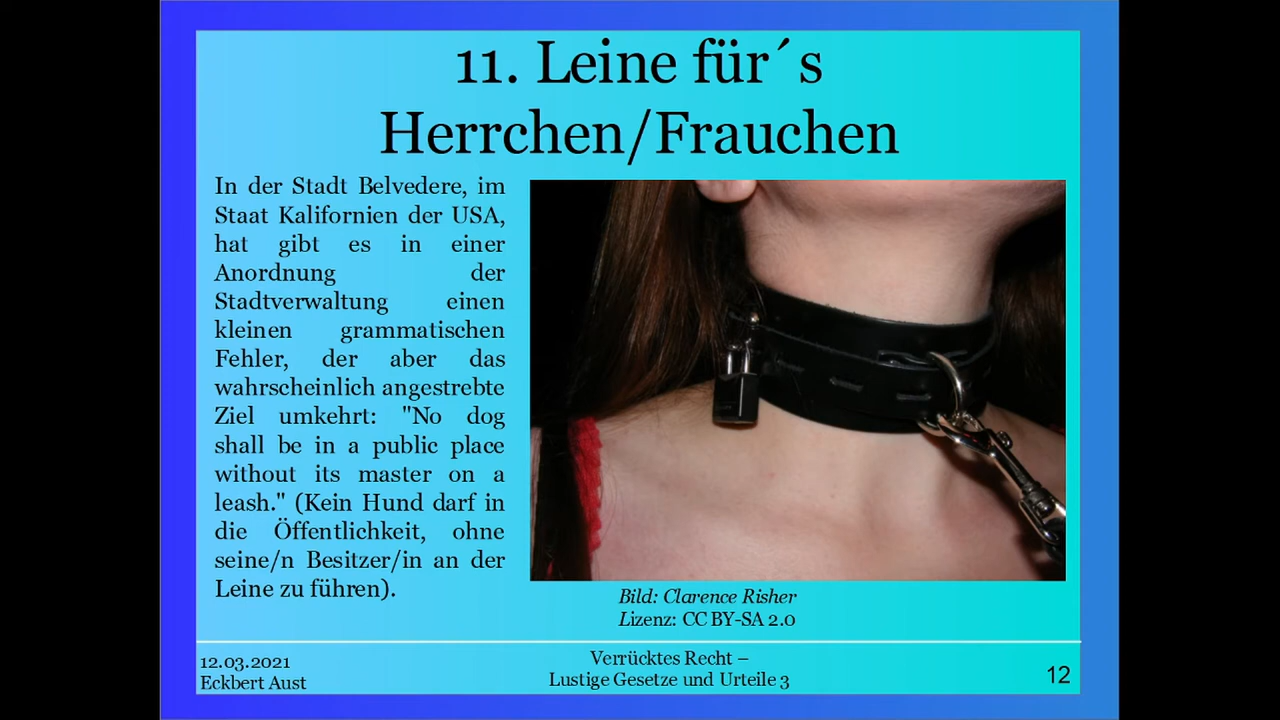 11. Leine für´s
Herrchen/Frauchen
In der Stadt Belvedere, im
Staat Kalifornien der USA,
hat gibt es in einer
Anordnung der
Stadtverwaltung einen
kleinen grammatischen
Fehler, der aber das
wahrscheinlich angestrebte
Ziel umkehrt: "No dog
shall be in a public place
without its master on a
leash." (Kein Hund darf in
die Öffentlichkeit, ohne
seine/n Besitzer/in an der
Leine zu führen).
Bild: Clarence Risher
Lizenz: CC BY-SA 2.0
12.03.2021
Eckbert Aust
Verrücktes Recht –
Lustige Gesetze und Urteile 3
12